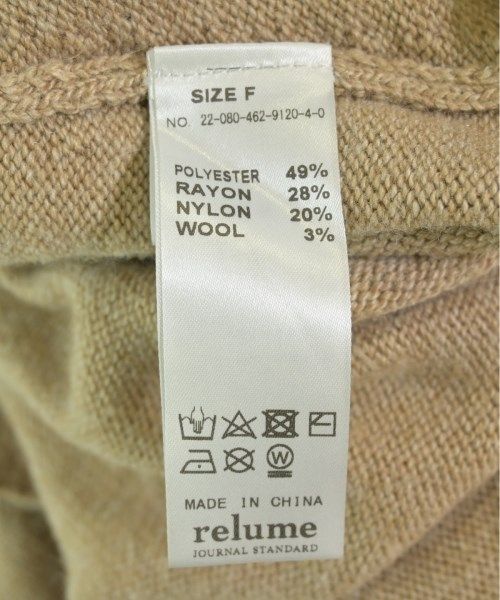 SIZE F
NO. 22-080-462-9120-4-0
POLYESTER 49%
RAYON 28%
NYLON 20%
WOOL 3%
W
MADE IN CHINA
relume
JOURNAL STANDARD